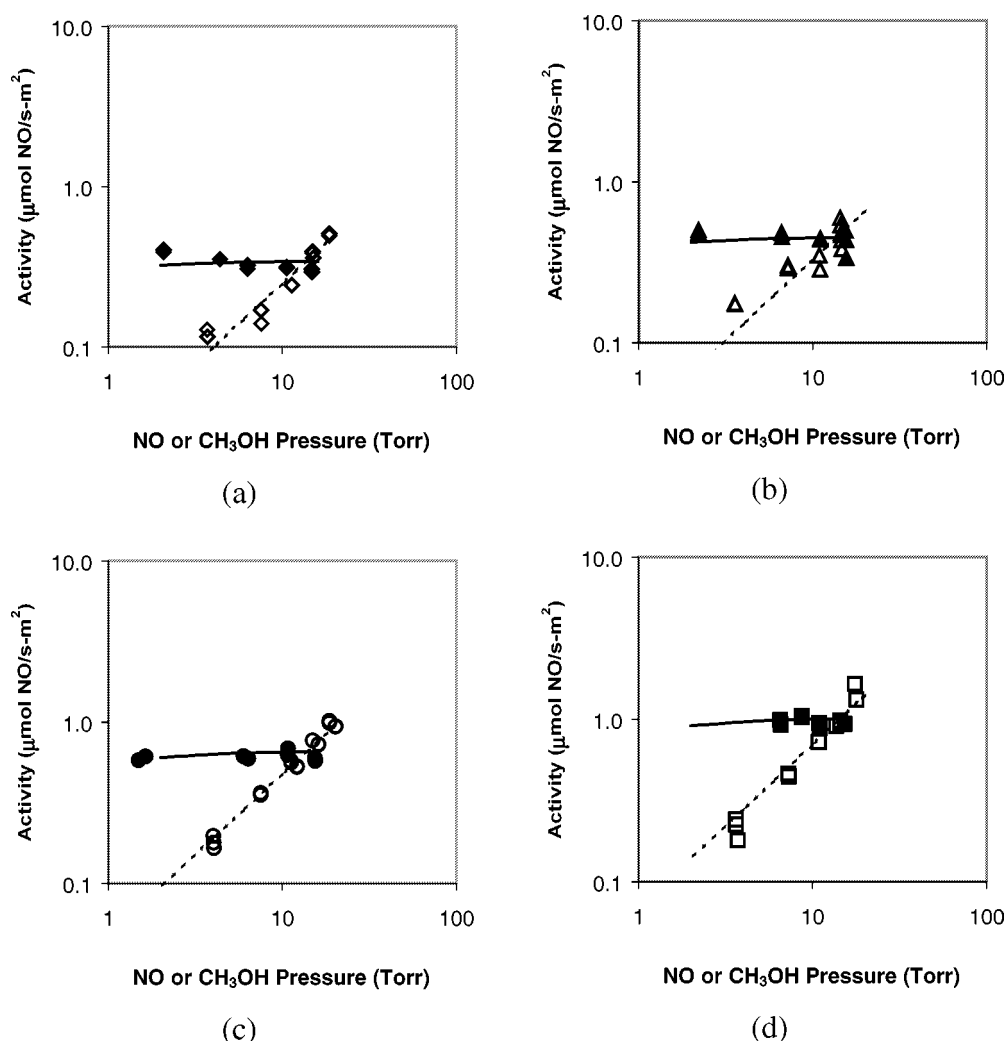 10.0
1.0
0.1
Activity (µmol NO/s-m²)
1 10 100
NO or CH₃OH Pressure (Torr)
(a)
10.0
1.0
0.1
Activity (µmol NO/s-m²)
1 10 100
NO or CH₃OH Pressure (Torr)
(b)
10.0
1.0
0.1
Activity (µmol NO/s-m²)
1 10 100
NO or CH₃OH Pressure (Torr)
(c)
10.0
1.0
0.1
Activity (µmol NO/s-m²)
1 10 100
NO or CH₃OH Pressure (Torr)
(d)